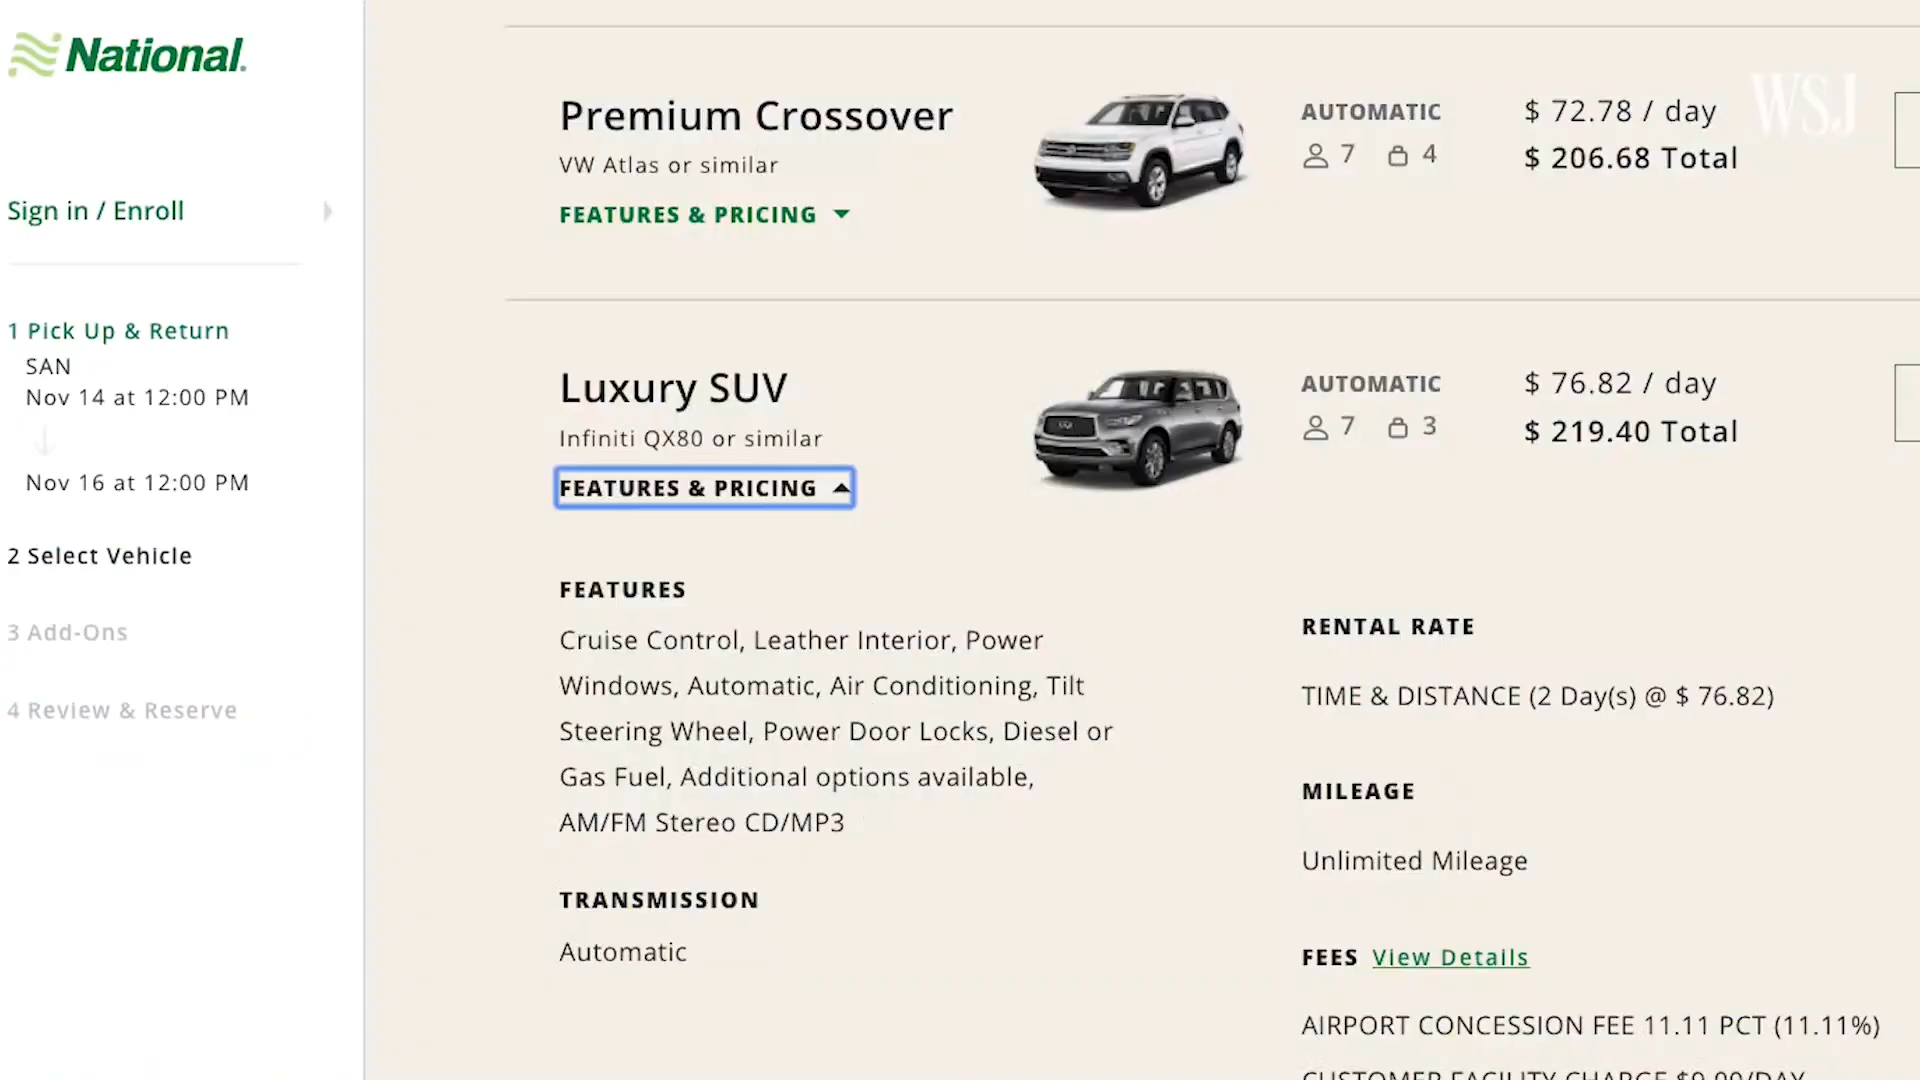 National.
Sign in / Enroll
1 Pick Up & Return
SAN
Nov 14 at 12:00 PM
Nov 16 at 12:00 PM
2 Select Vehicle
3 Add-Ons
4 Review & Reserve
WSJ
Premium Crossover
VW Atlas or similar
FEATURES & PRICING
AUTOMATIC
7 4
$ 72.78 / day
$ 206.68 Total
Luxury SUV
Infiniti QX80 or similar
FEATURES & PRICING
AUTOMATIC
7 3
$ 76.82 / day
$ 219.40 Total
FEATURES
Cruise Control, Leather Interior, Power
Windows, Automatic, Air Conditioning, Tilt
Steering Wheel, Power Door Locks, Diesel or
Gas Fuel, Additional options available,
AM/FM Stereo CD/MP3
TRANSMISSION
Automatic
RENTAL RATE
TIME & DISTANCE (2 Day(s) @ $ 76.82)
MILEAGE
Unlimited Mileage
FEES View Details
AIRPORT CONCESSION FEE 11.11 PCT (11.11%)
CUSTOMER FACILITY CHARGE $9.00/DAY